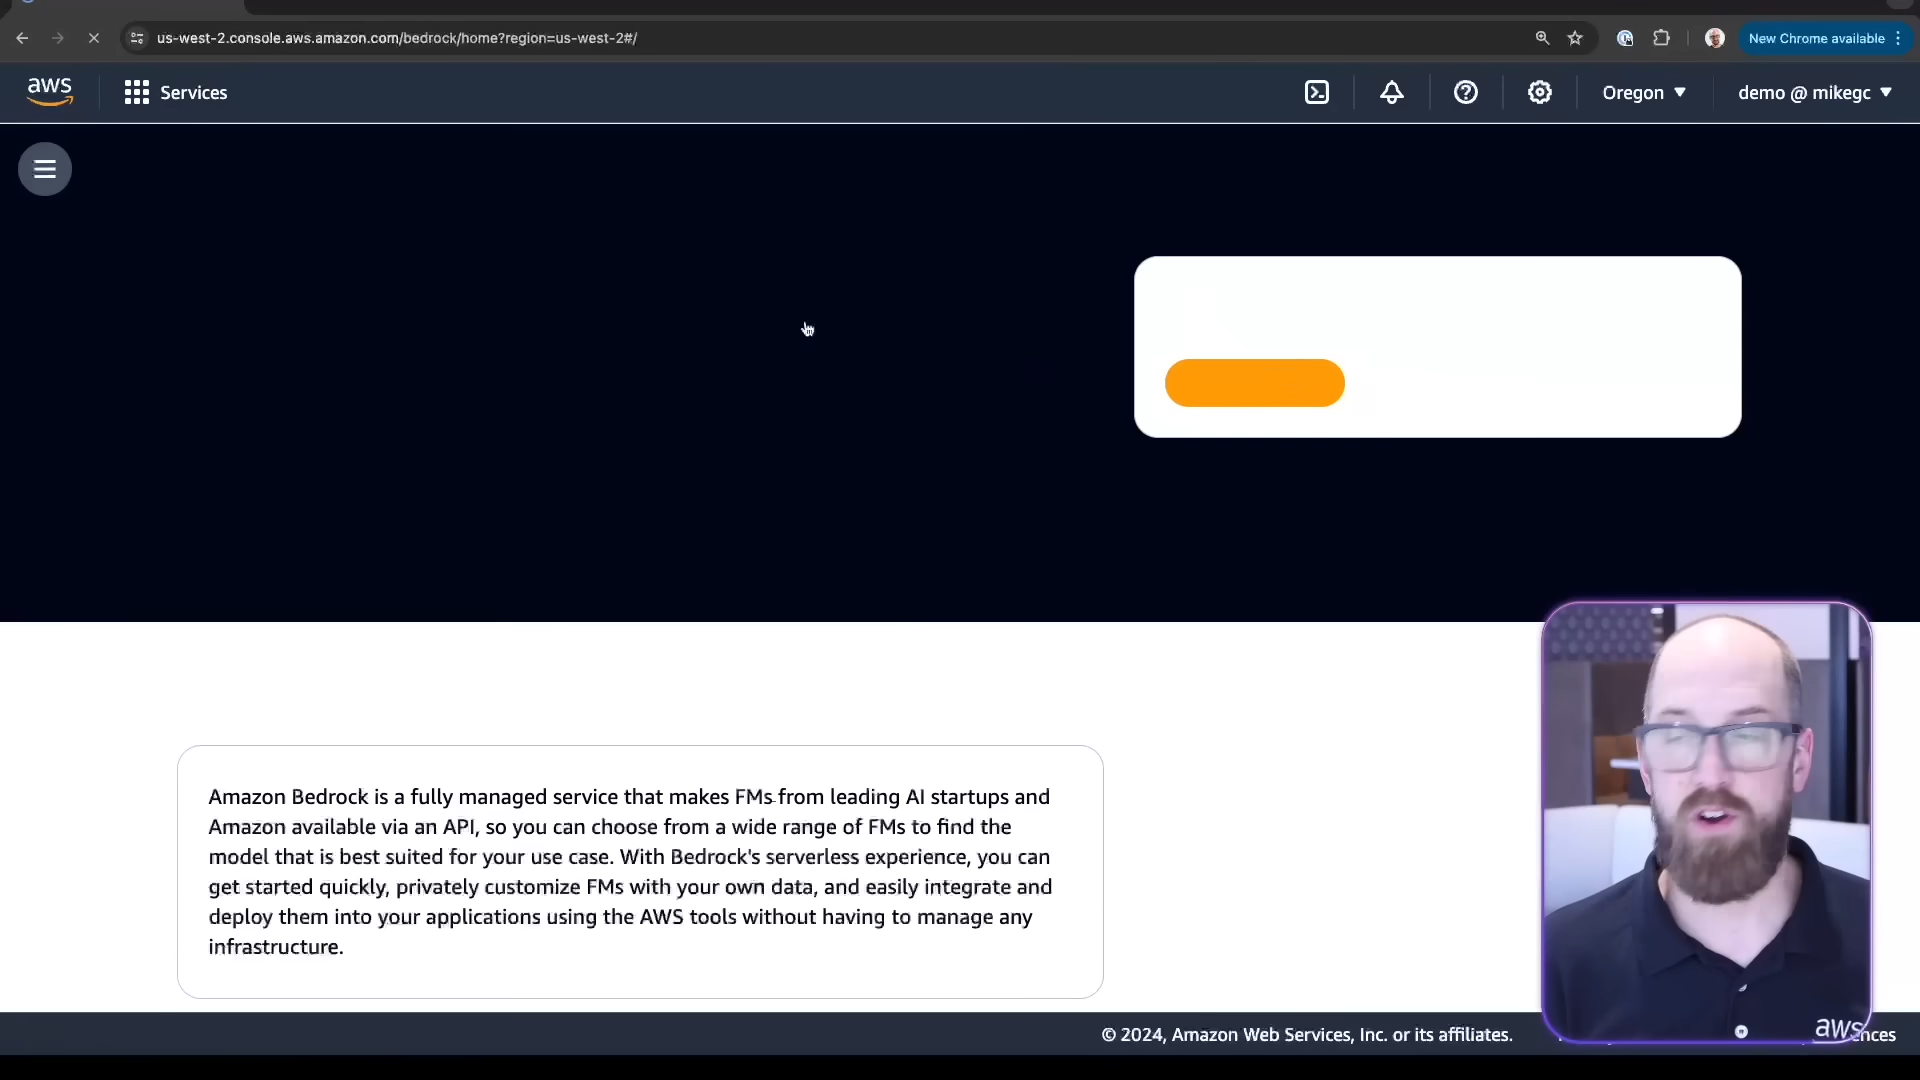 us-west-2.console.aws.amazon.com/bedrock/home?region=us-west-2#/
New Chrome available
aws
Services
Oregon
demo @ mikegc
Amazon Bedrock is a fully managed service that makes FMs from leading AI startups and
Amazon available via an API, so you can choose from a wide range of FMs to find the
model that is best suited for your use case. With Bedrock's serverless experience, you can
get started quickly, privately customize FMs with your own data, and easily integrate and
deploy them into your applications using the AWS tools without having to manage any
infrastructure.
© 2024, Amazon Web Services, Inc. or its affiliates.
aws